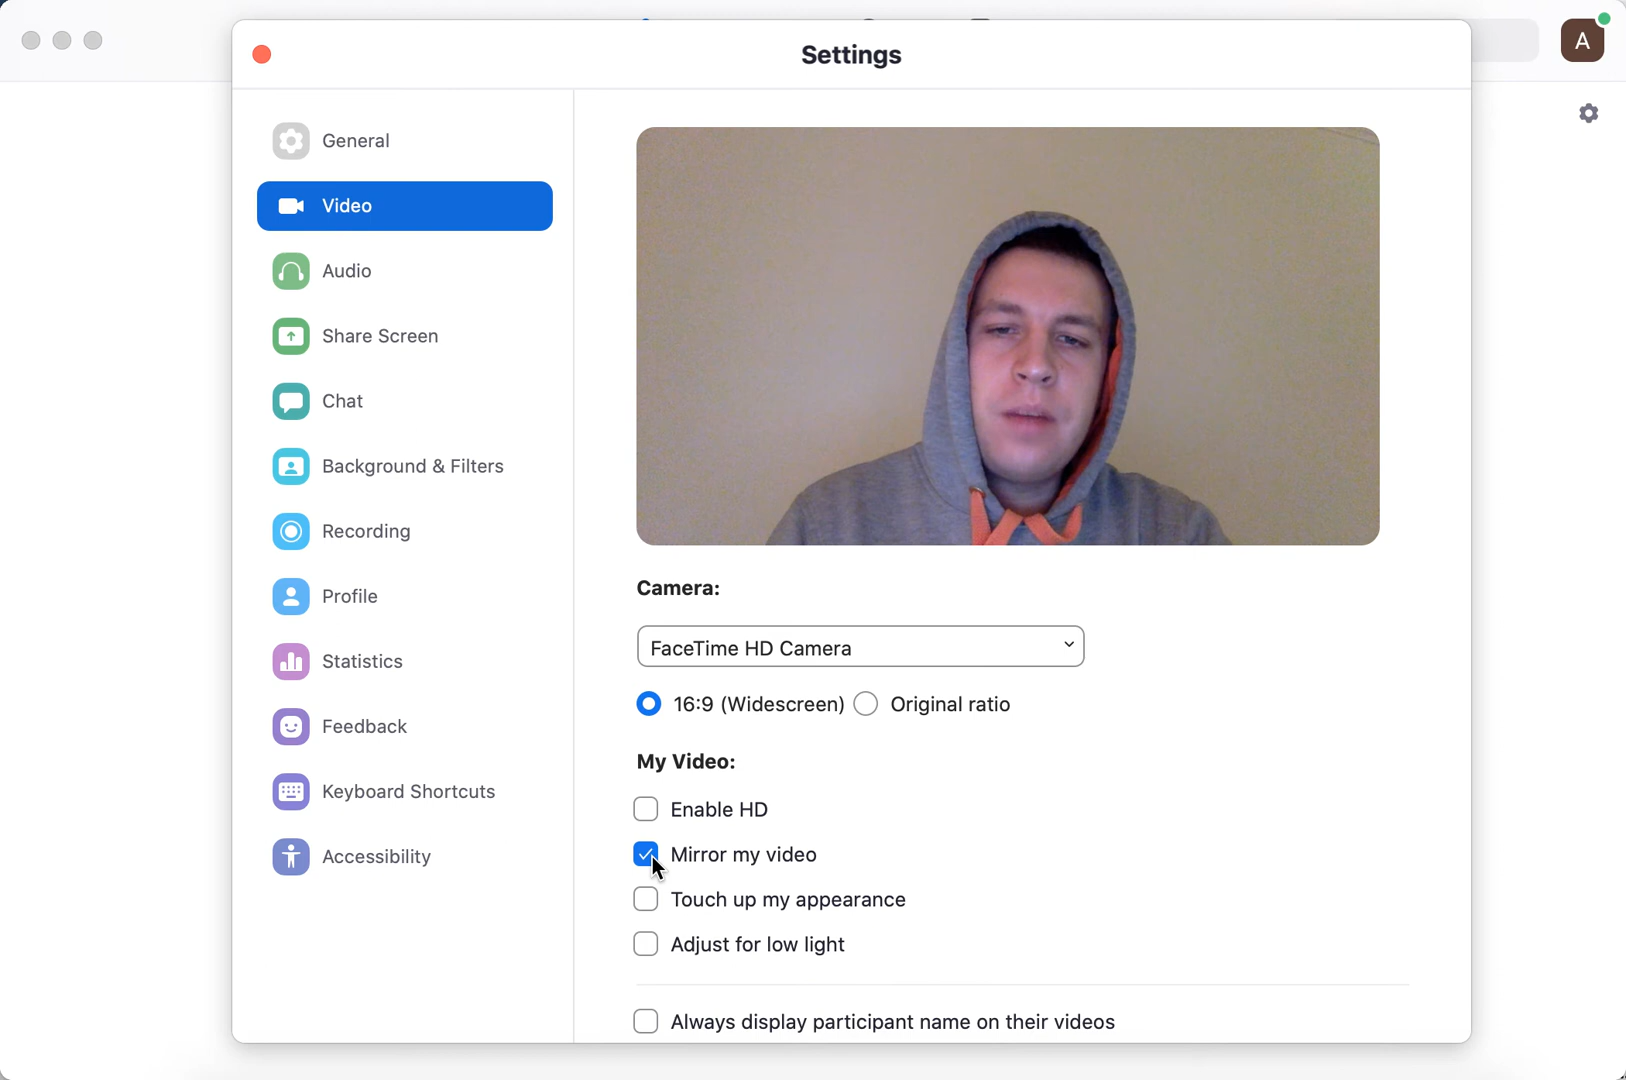 Settings
A
General
Video
Audio
Share Screen
Chat
Background & Filters
Recording
Profile
Statistics
Feedback
Keyboard Shortcuts
Accessibility
Camera:
FaceTime HD Camera
16:9 (Widescreen) Original ratio
My Video:
Enable HD
Mirror my video
Touch up my appearance
Adjust for low light
Always display participant name on their videos